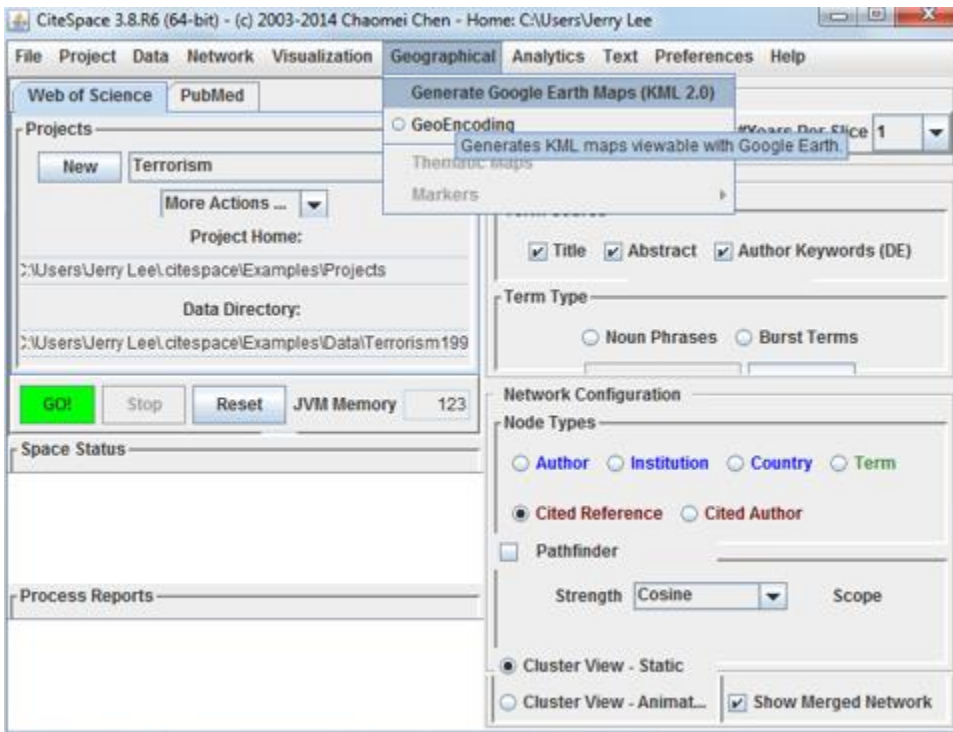 CiteSpace 3.8.R6 (64-bit) - (c) 2003-2014 Chaomei Chen - Home: C:\Users\Jerry Lee
File Project Data Network Visualization Geographical Analytics Text Preferences Help
Web of Science PubMed
Generate Google Earth Maps (KML 2.0)
GeoEncoding
Generates KML maps viewable with Google Earth.
Thematic Maps
Markers
#Years Per Slice 1
Projects
New Terrorism
More Actions ...
Project Home:
C:\Users\Jerry Lee\.citespace\Examples\Projects
Data Directory:
C:\Users\Jerry Lee\.citespace\Examples\Data\Terrorism199
GO! Stop Reset JVM Memory 123
Space Status
Process Reports
Title Abstract Author Keywords (DE)
Term Type
Noun Phrases Burst Terms
Network Configuration
Node Types
Author Institution Country Term
Cited Reference Cited Author
Pathfinder
Strength Cosine Scope
Cluster View - Static
Cluster View - Animat... Show Merged Network